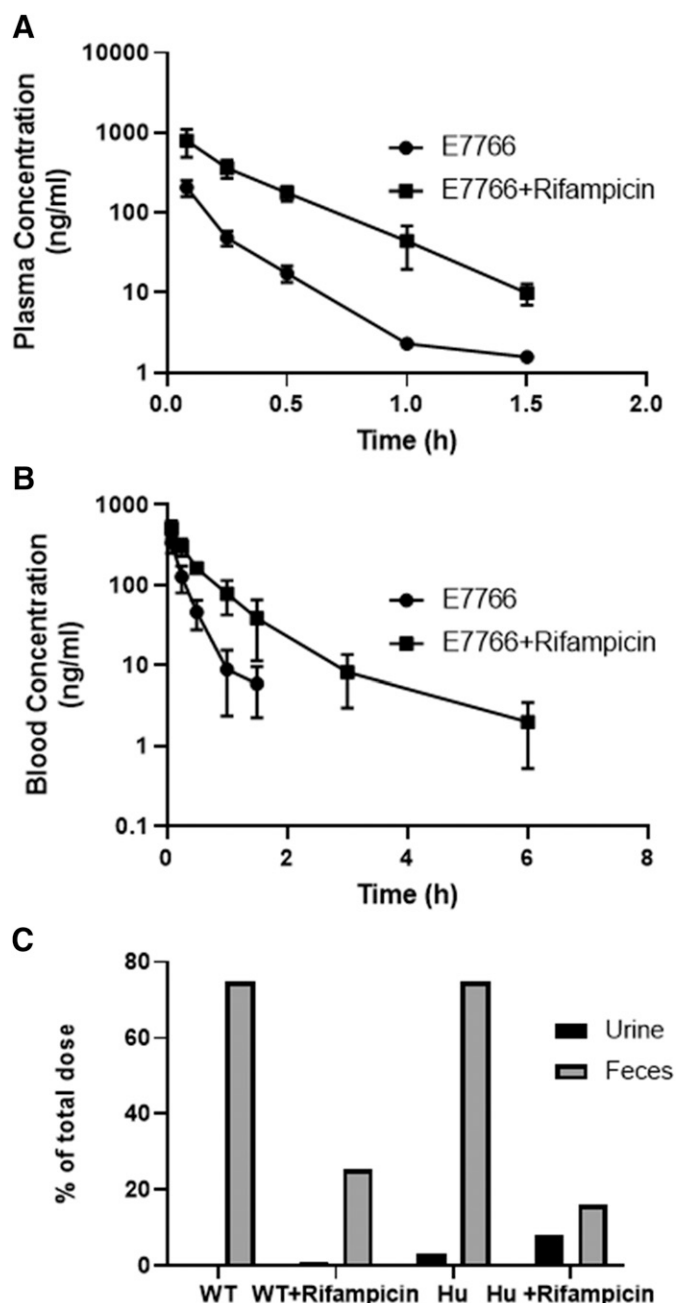 A
Plasma Concentration
(ng/ml)
10000
1000
100
10
1
E7766
E7766+Rifampicin
0.0 0.5 1.0 1.5 2.0
Time (h)
B
Blood Concentration
(ng/ml)
1000
100
10
1
0.1
E7766
E7766+Rifampicin
0 2 4 6 8
Time (h)
C
% of total dose
80
60
40
20
0
Urine
Feces
WT WT+Rifampicin Hu Hu +Rifampicin